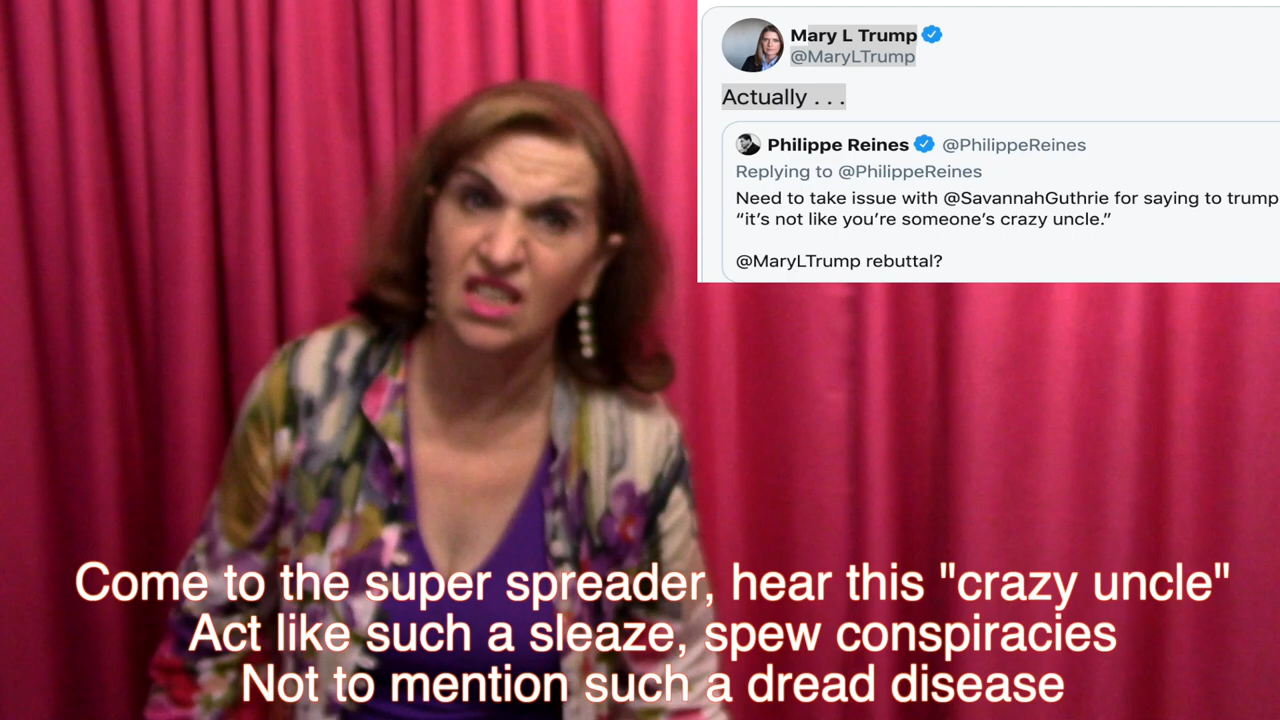 Mary L Trump
@MaryLTrump
Actually . . .
Philippe Reines @PhilippeReines
Replying to @PhilippeReines
Need to take issue with @SavannahGuthrie for saying to trump
“it’s not like you’re someone’s crazy uncle.”
@MaryLTrump rebuttal?
Come to the super spreader, hear this "crazy uncle"
Act like such a sleaze, spew conspiracies
Not to mention such a dread disease